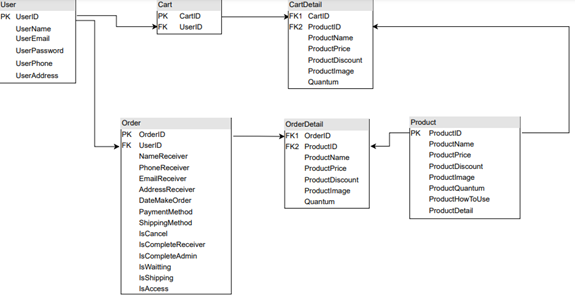 User
PK UserID
UserName
UserEmail
UserPassword
UserPhone
UserAddress
Cart
PK CartID
FK UserID
CartDetail
FK1 CartID
FK2 ProductID
ProductName
ProductPrice
ProductDiscount
ProductImage
Quantum
Order
PK OrderID
FK UserID
NameReceiver
PhoneReceiver
EmailReceiver
AddressReceiver
DateMakeOrder
PaymentMethod
ShippingMethod
IsCancel
IsCompleteReceiver
IsCompleteAdmin
IsWaitting
IsShipping
IsAccess
OrderDetail
FK1 OrderID
FK2 ProductID
ProductName
ProductPrice
ProductDiscount
ProductImage
Quantum
Product
PK ProductID
ProductName
ProductPrice
ProductDiscount
ProductImage
ProductQuantum
ProductHowToUse
ProductDetail